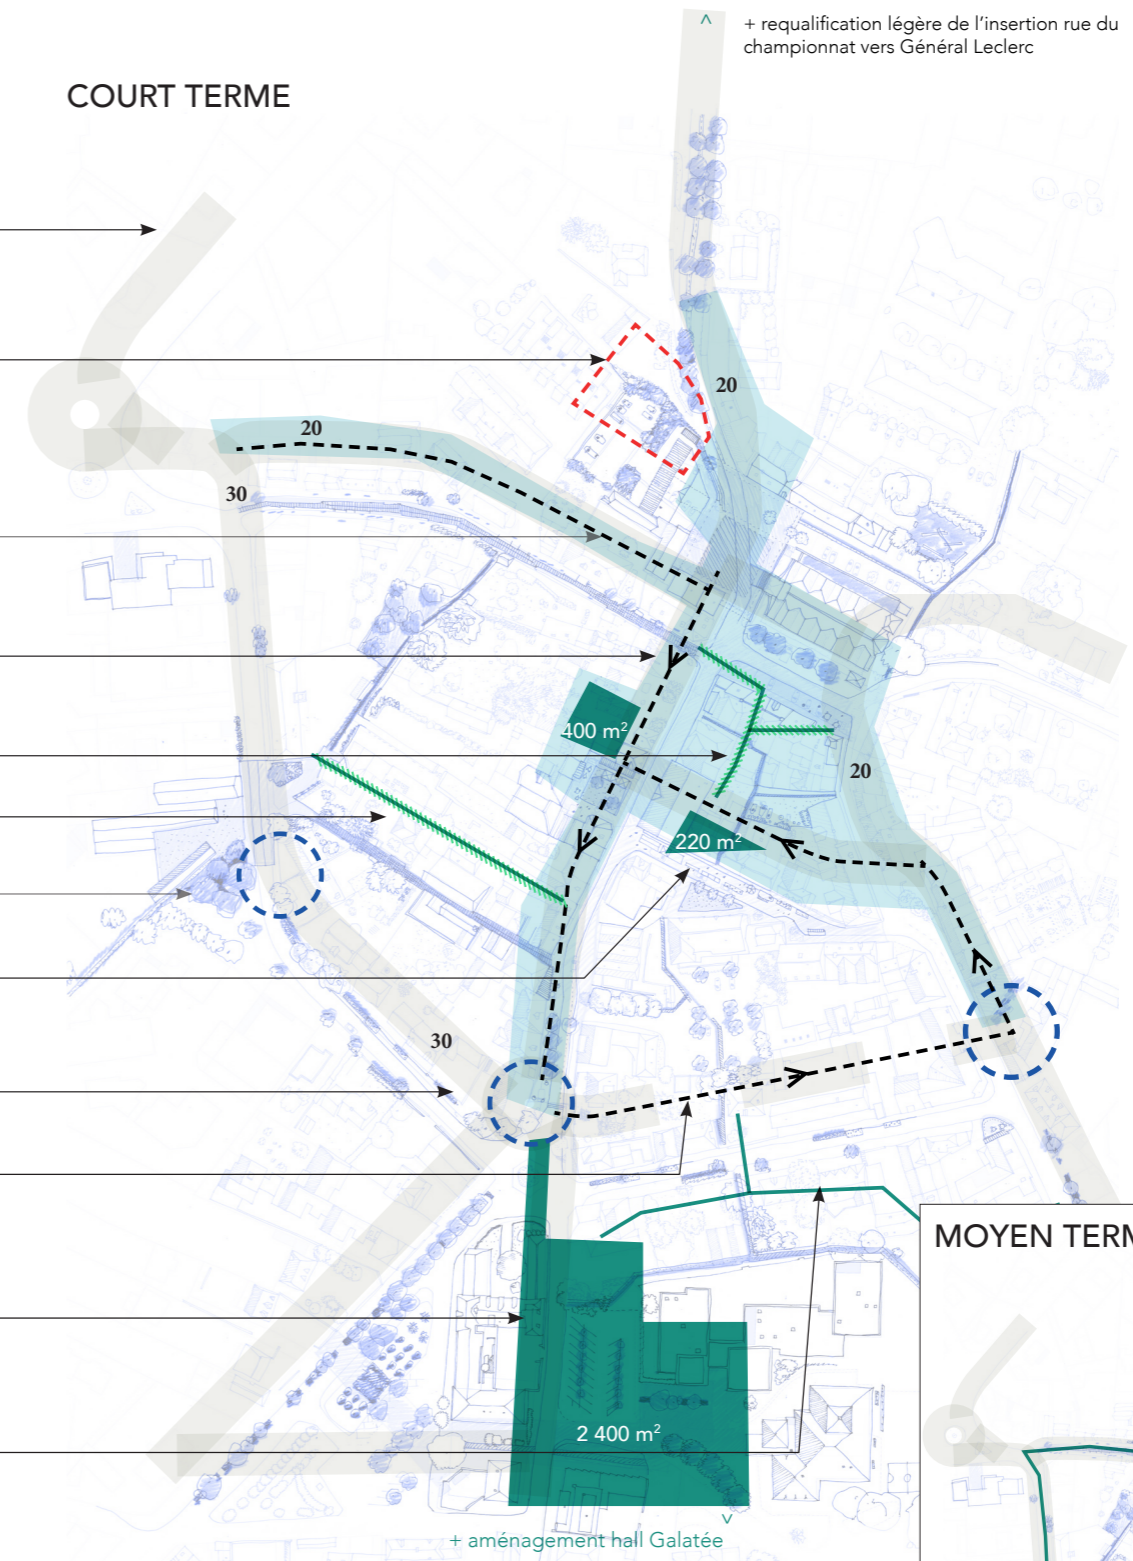 + requalification légère de l'insertion rue du
championnat vers Général Leclerc
COURT TERME
20
20
30
400 m²
20
220 m²
30
MOYEN TERM
2 400 m²
+ aménagement hall Galatée